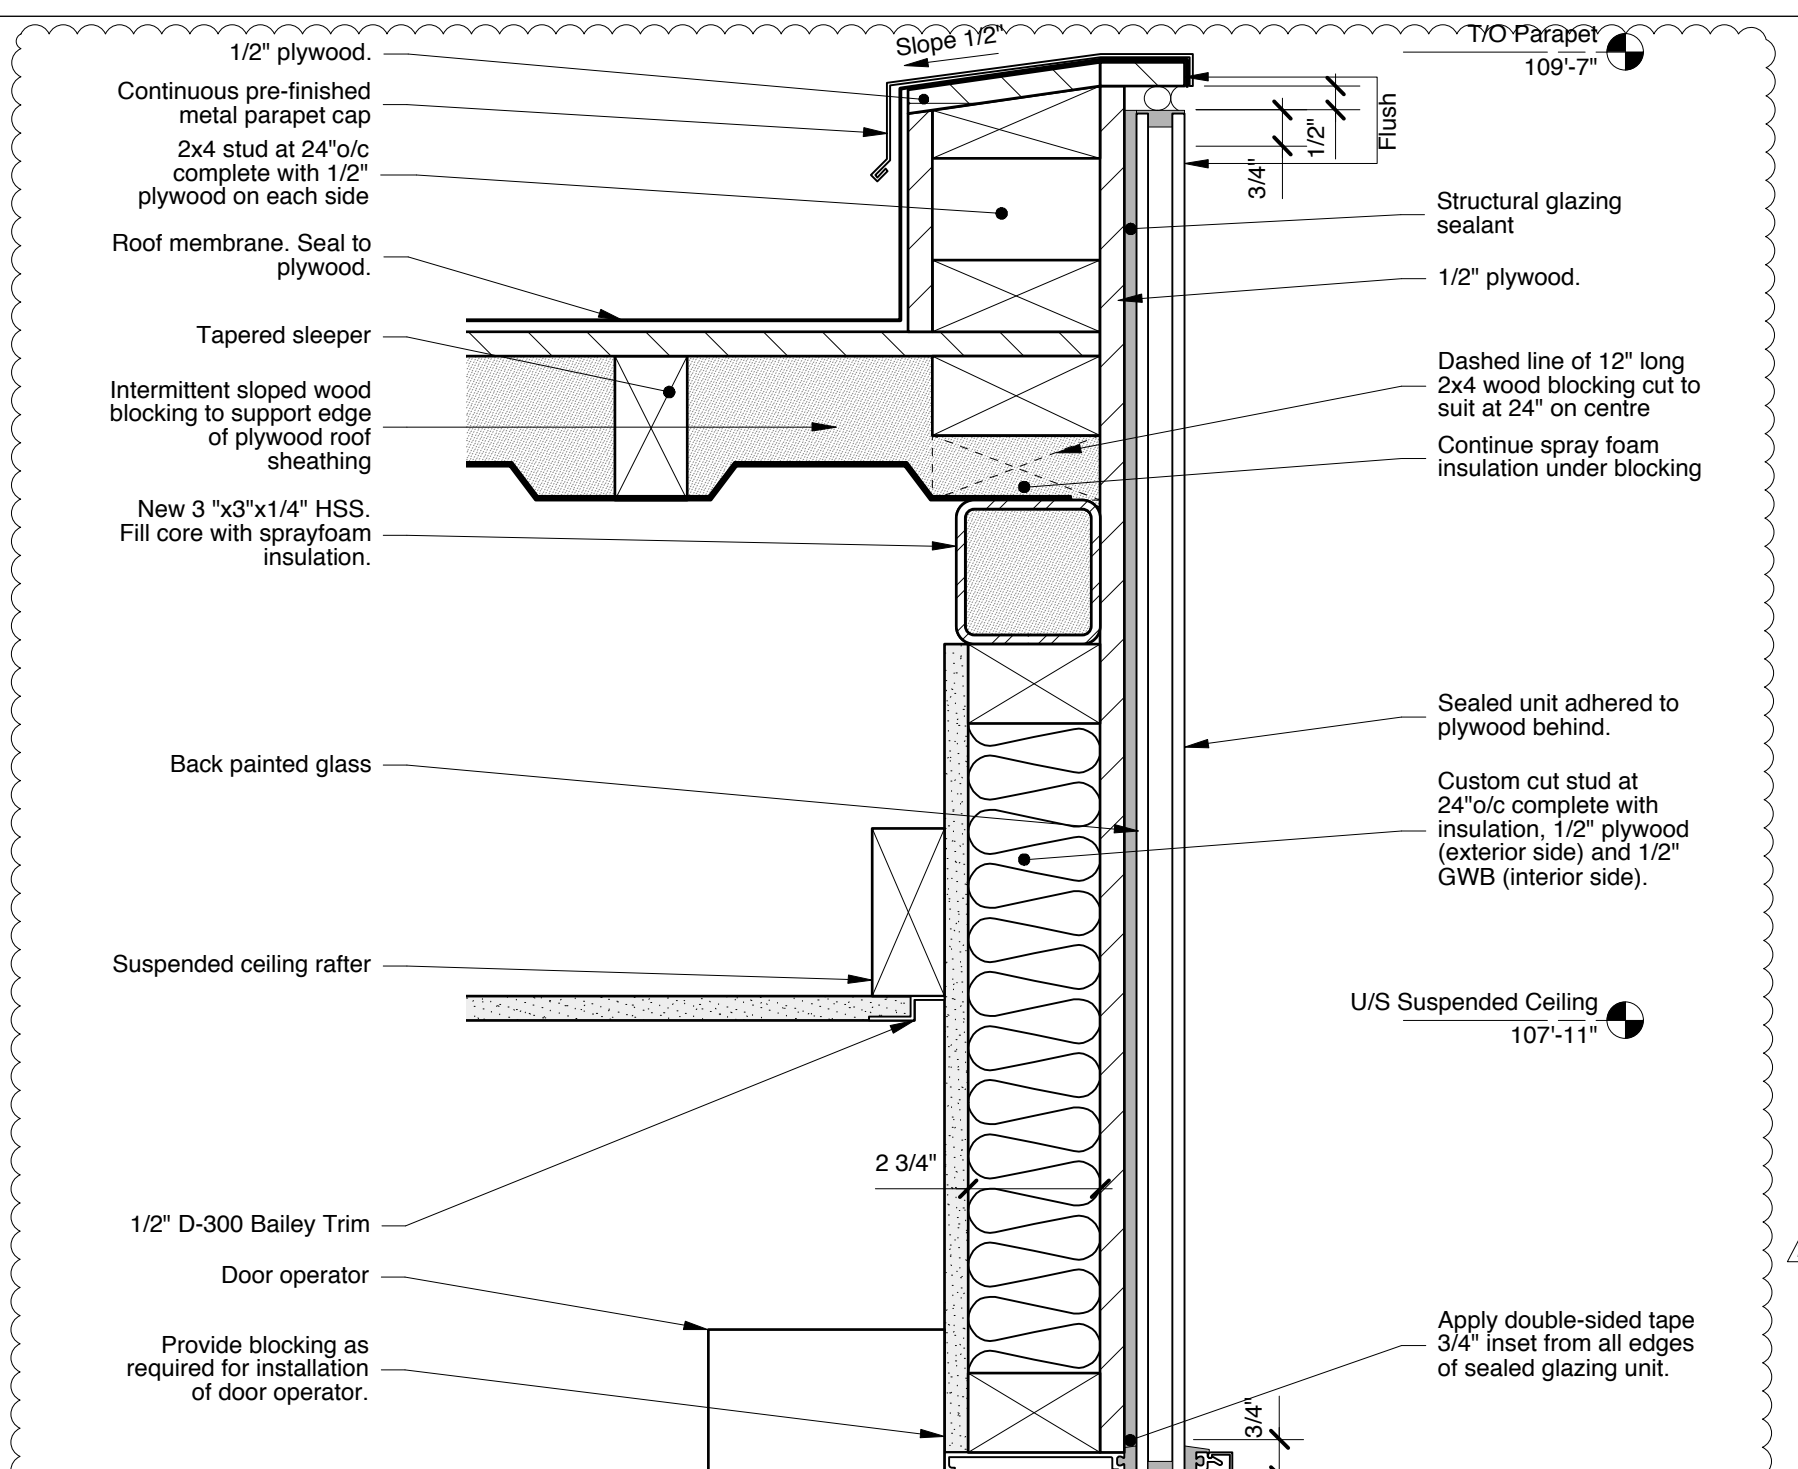 1/2" plywood.
Continuous pre-finished
metal parapet cap
2x4 stud at 24"o/c
complete with 1/2"
plywood on each side
Roof membrane. Seal to
plywood.
Tapered sleeper
Intermittent sloped wood
blocking to support edge
of plywood roof
sheathing
New 3 "x3"x1/4" HSS.
Fill core with sprayfoam
insulation.
Back painted glass
Suspended ceiling rafter
1/2" D-300 Bailey Trim
Door operator
Provide blocking as
required for installation
of door operator.
Slope 1/2"
2 3/4"
3/4"
1/2"
Flush
T/O Parapet
109'-7"
Structural glazing
sealant
1/2" plywood.
Dashed line of 12" long
2x4 wood blocking cut to
suit at 24" on centre
Continue spray foam
insulation under blocking
Sealed unit adhered to
plywood behind.
Custom cut stud at
24"o/c complete with
insulation, 1/2" plywood
(exterior side) and 1/2"
GWB (interior side).
U/S Suspended Ceiling
107'-11"
Apply double-sided tape
3/4" inset from all edges
of sealed glazing unit.
3/4"